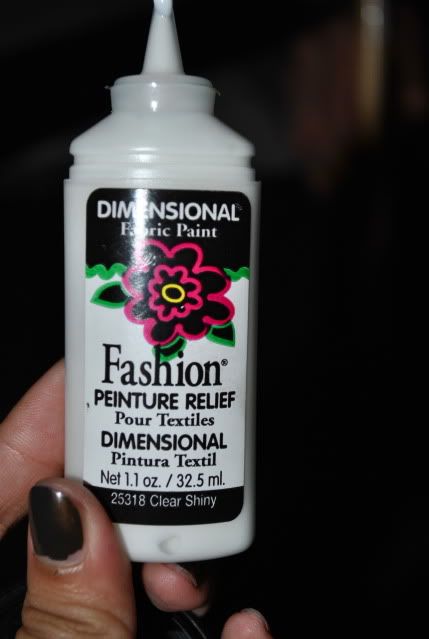 DIMENSIONAL
Fabric Paint
Fashion®
PEINTURE RELIEF
Pour Textiles
DIMENSIONAL
Pintura Textil
Net 1.1 oz. / 32.5 ml.
25318 Clear Shiny